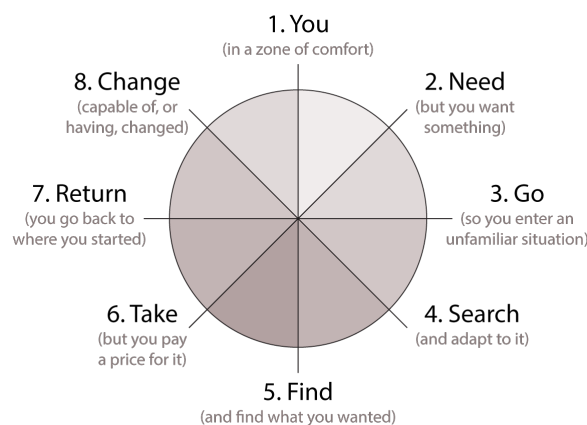 1. You
(in a zone of comfort)
2. Need
(but you want
something)
3. Go
(so you enter an
unfamiliar situation)
4. Search
(and adapt to it)
5. Find
(and find what you wanted)
6. Take
(but you pay
a price for it)
7. Return
(you go back to
where you started)
8. Change
(capable of, or
having, changed)